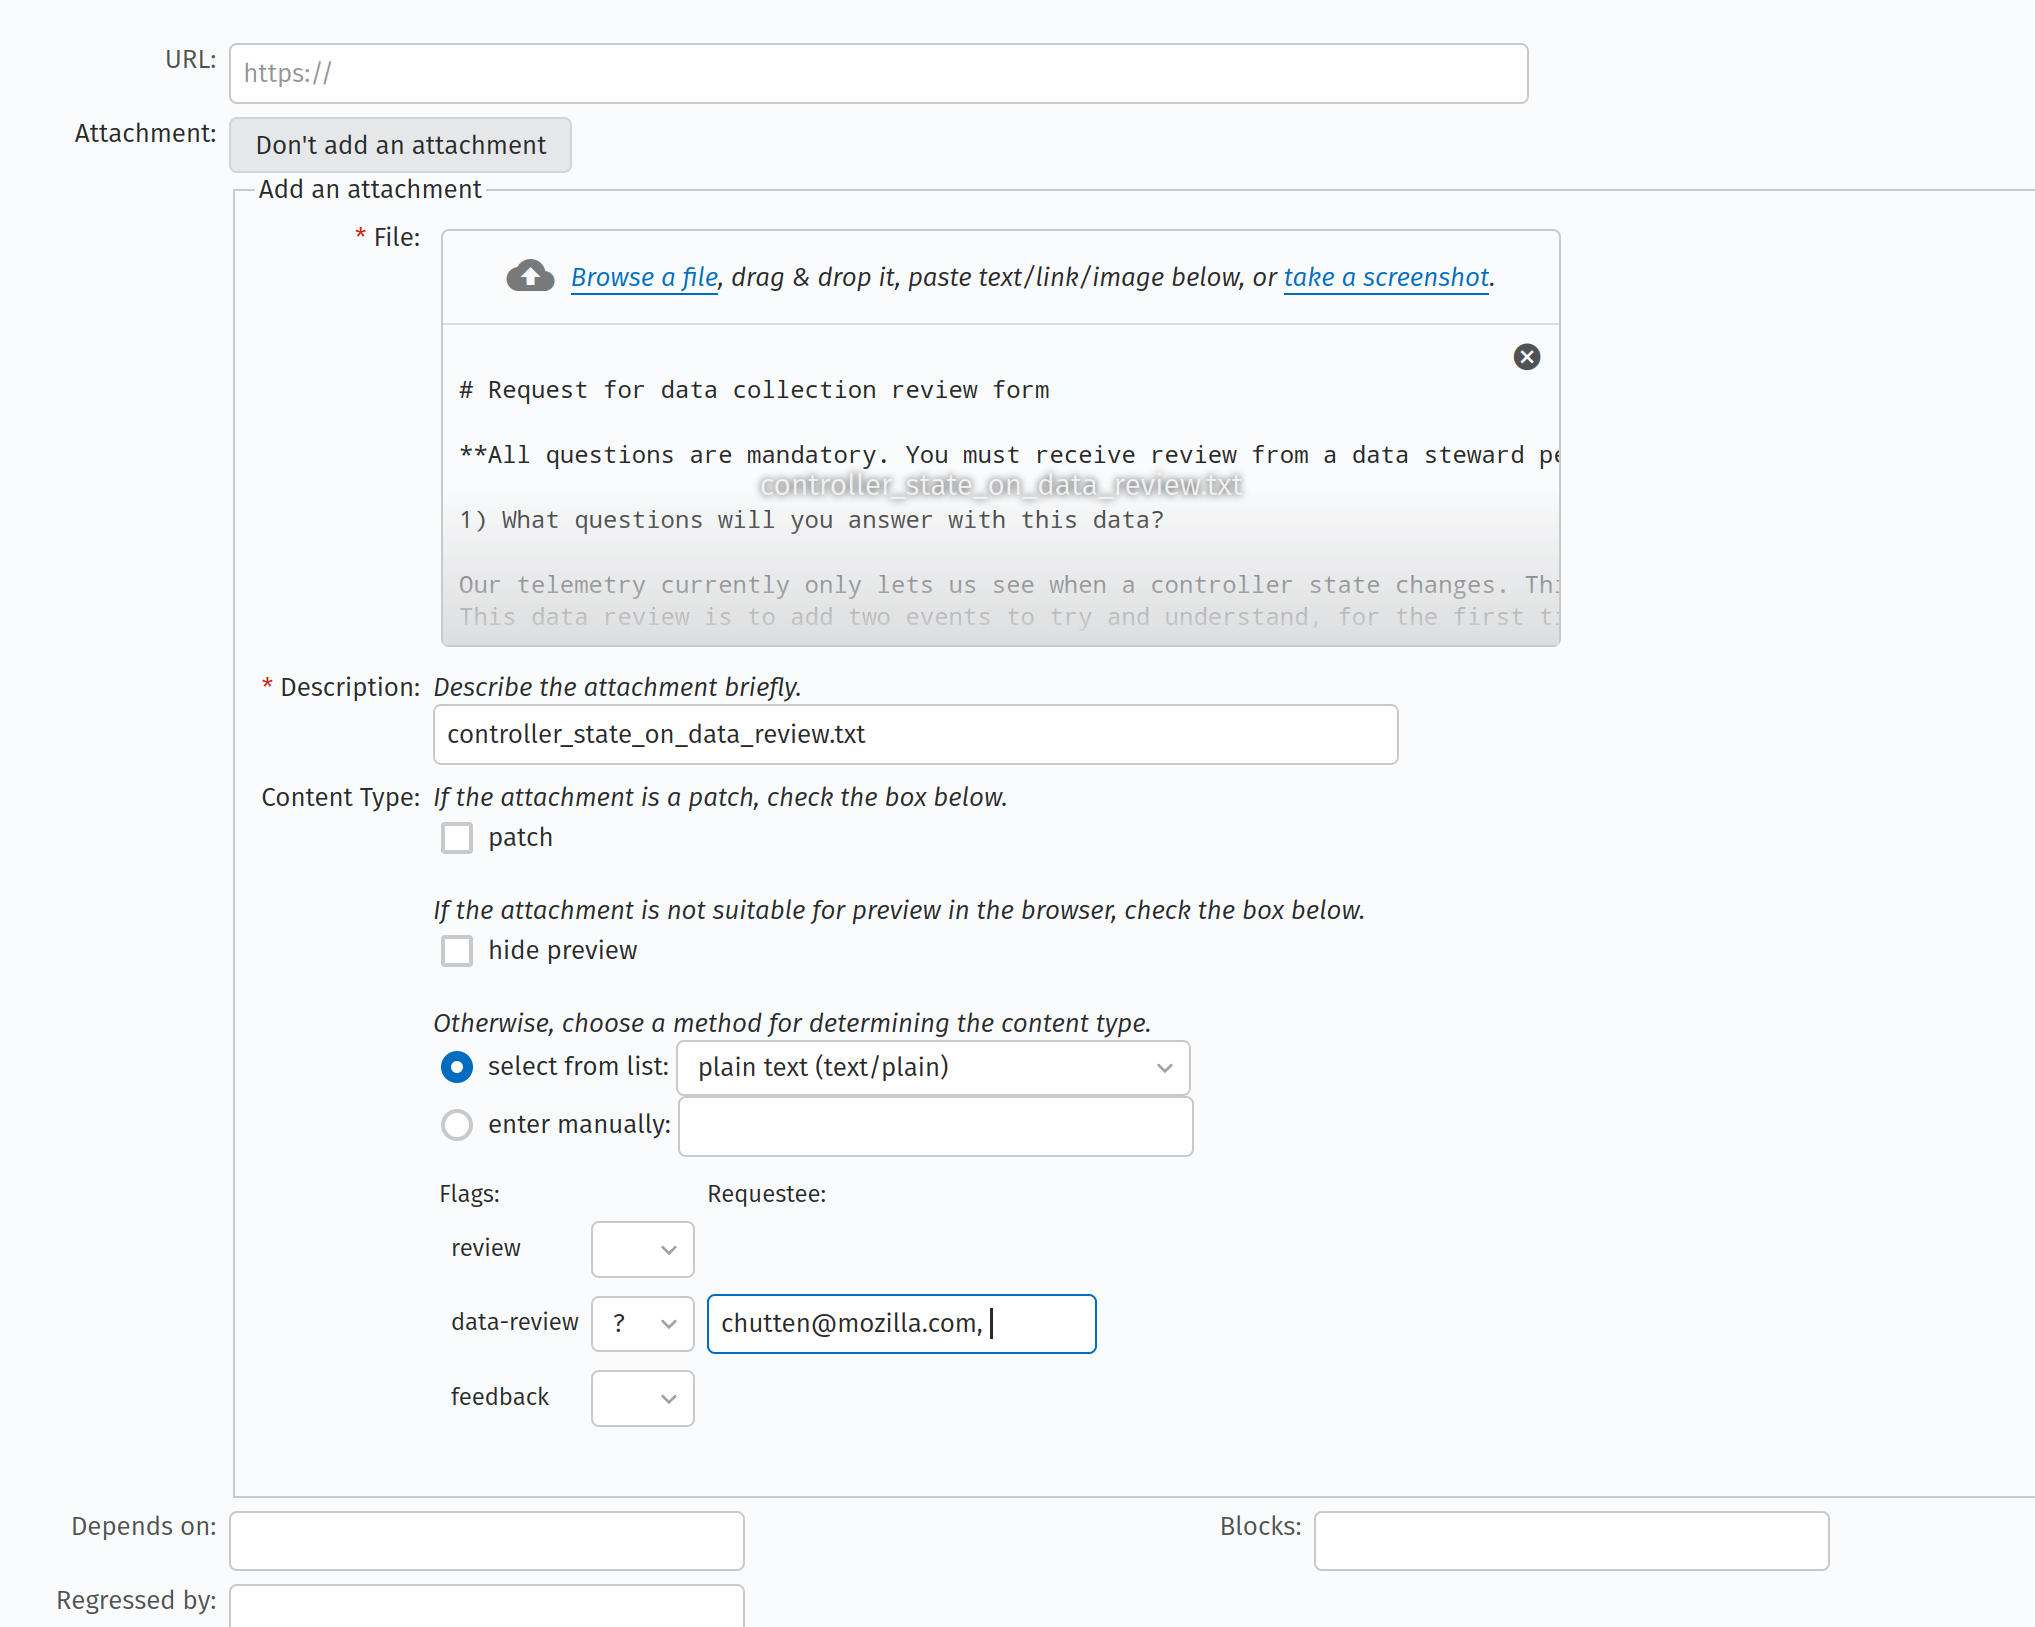 URL: https://
Attachment: Don't add an attachment
Add an attachment
* File: Browse a file, drag & drop it, paste text/link/image below, or take a screenshot.
# Request for data collection review form
**All questions are mandatory. You must receive review from a data steward pe
controller_state_on_data_review.txt
1) What questions will you answer with this data?
Our telemetry currently only lets us see when a controller state changes. Thi
This data review is to add two events to try and understand, for the first ti
* Description: Describe the attachment briefly.
controller_state_on_data_review.txt
Content Type: If the attachment is a patch, check the box below.
patch
If the attachment is not suitable for preview in the browser, check the box below.
hide preview
Otherwise, choose a method for determining the content type.
select from list: plain text (text/plain)
enter manually:
Flags: Requestee:
review
data-review ? chutten@mozilla.com,
feedback
Depends on: Blocks:
Regressed by: